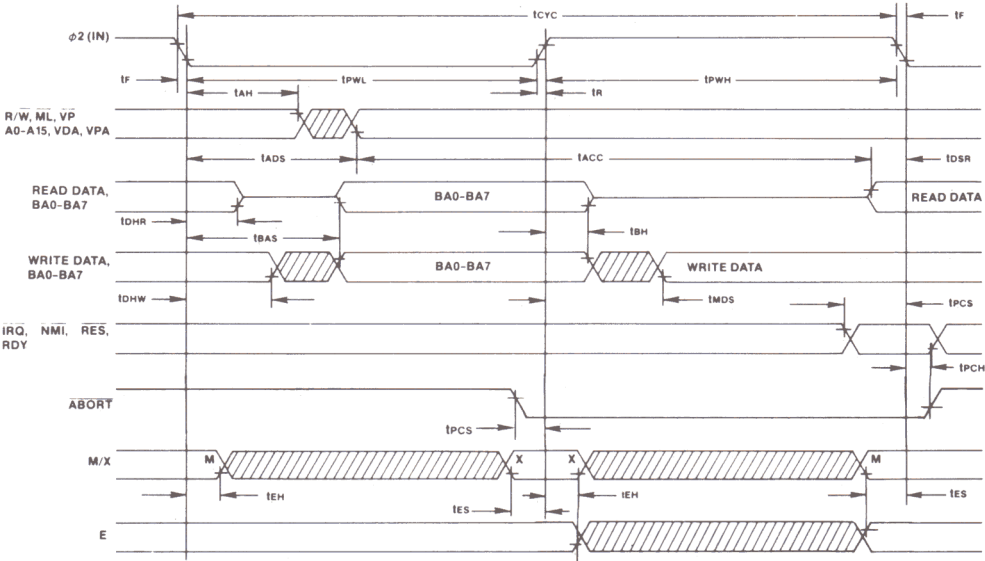 tCYC
tF
ϕ2 (IN)
tF
tPWL
tPWH
tAH
tR
R/W, ML, VP
A0-A15, VDA, VPA
tADS
tACC
tDSR
READ DATA,
BA0-BA7
BA0-BA7
READ DATA
tDHR
tBAS
tBH
WRITE DATA,
BA0-BA7
BA0-BA7
WRITE DATA
tDHW
tMDS
tPCS
IRQ, NMI, RES,
RDY
tPCH
ABORT
tPCS
M/X
M
X
X
M
tEH
tEH
tES
tES
E